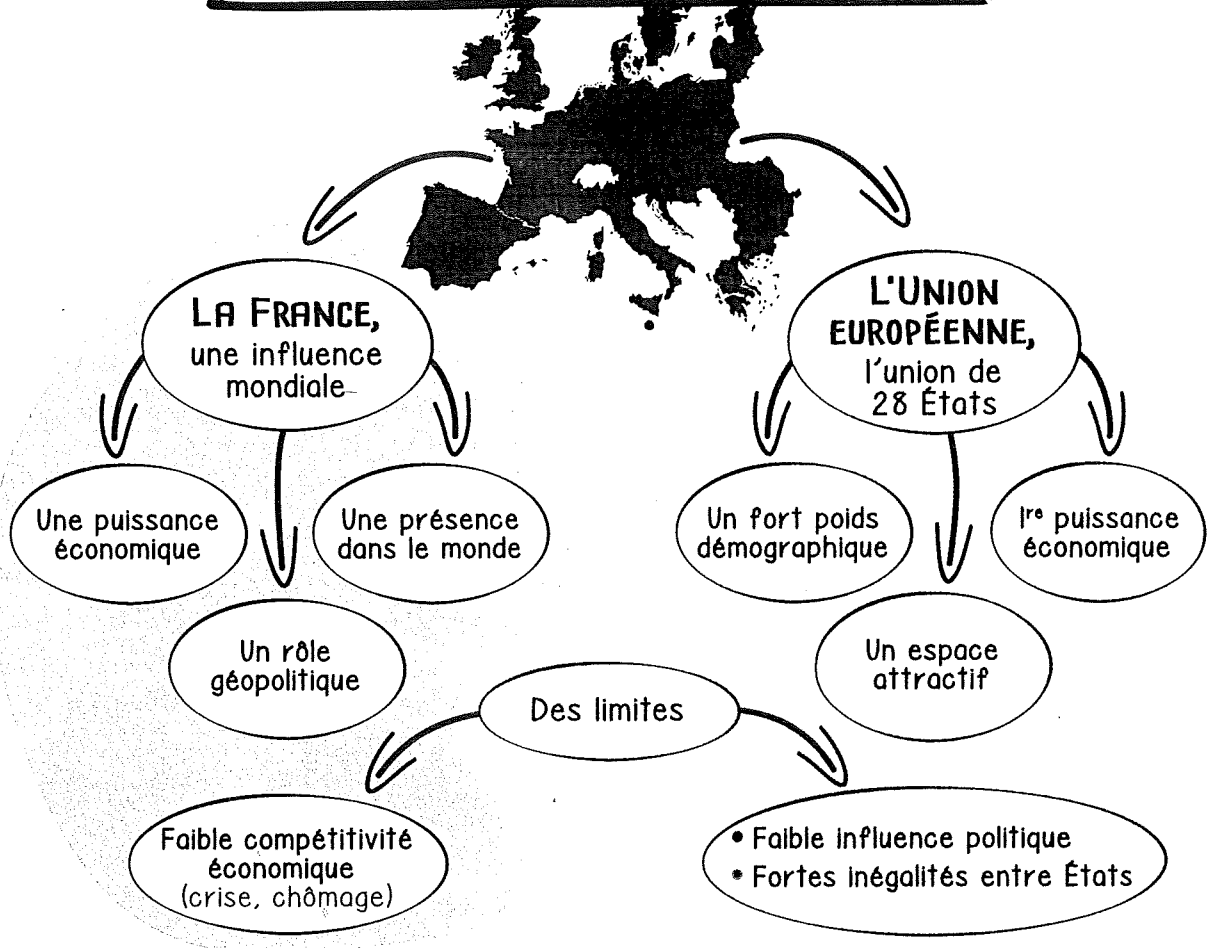 LA FRANCE,
une influence
mondiale
L'UNION
EUROPÉENNE,
l'union de
28 États
Une puissance
économique
Une présence
dans le monde
Un rôle
géopolitique
Un fort poids
démographique
1re puissance
économique
Un espace
attractif
Des limites
Faible compétitivité
économique
(crise, chômage)
• Faible influence politique
• Fortes inégalités entre États